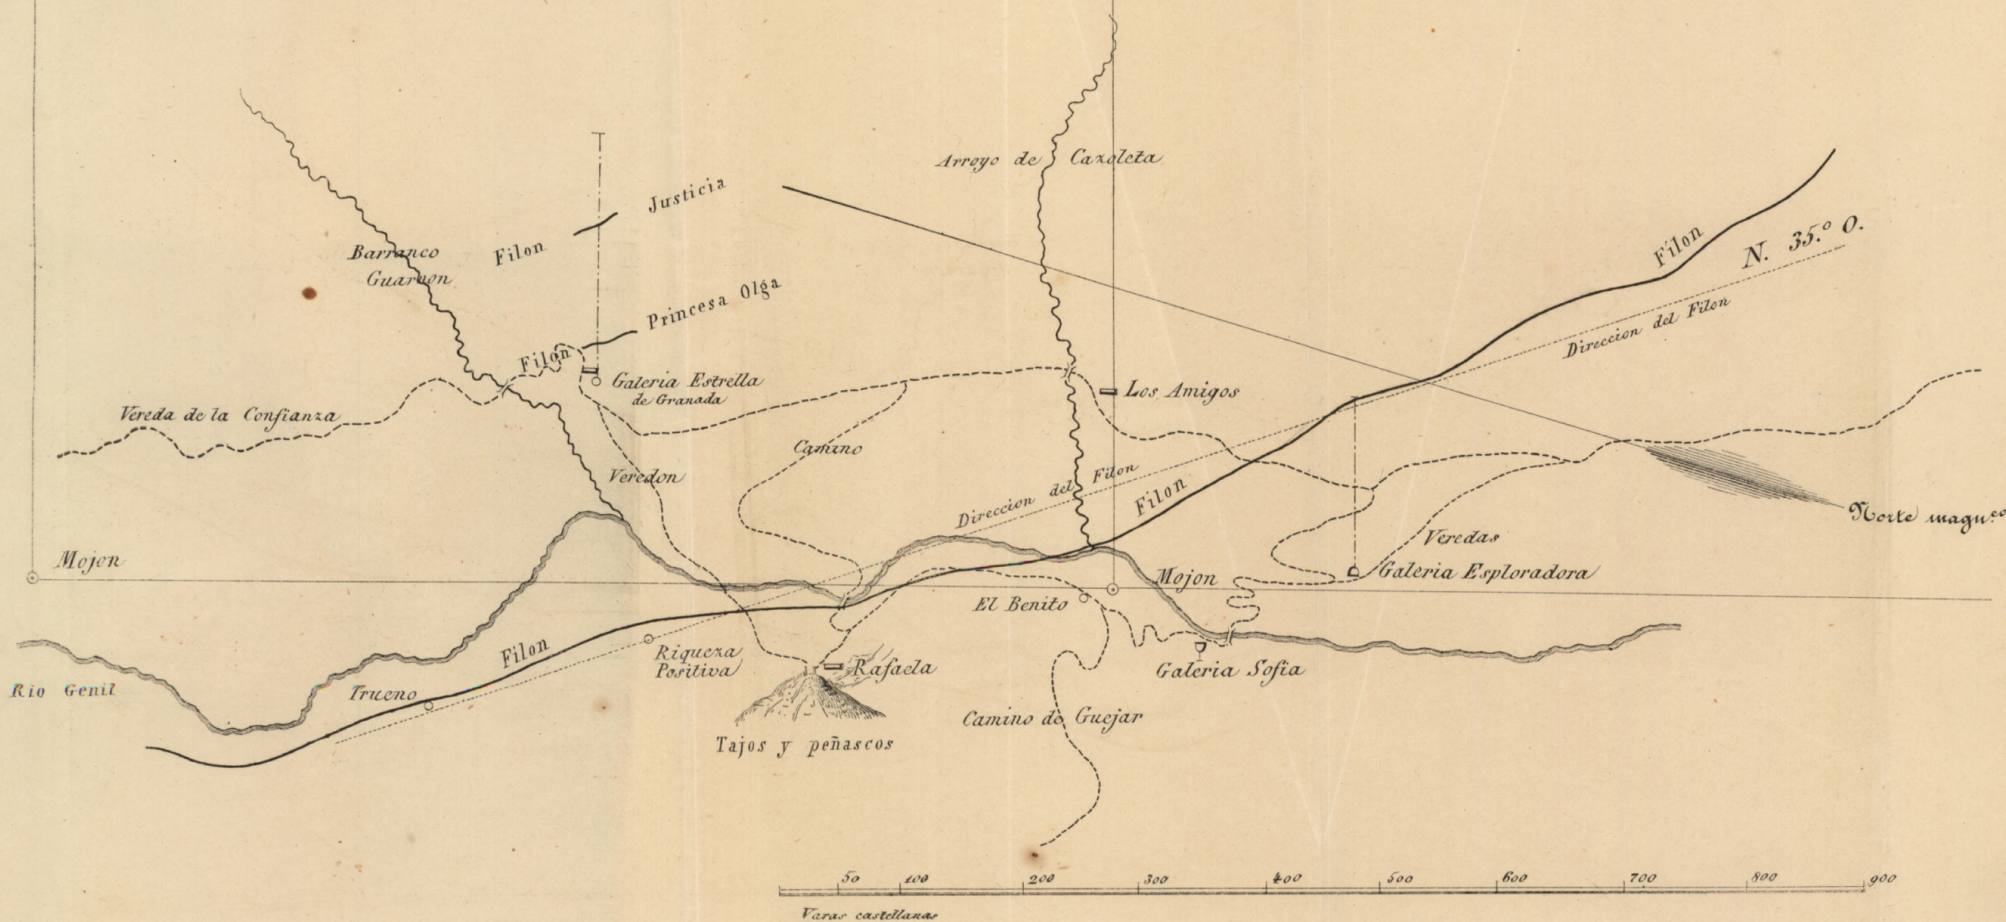 Arroyo de Cazoleta
Justicia
Filon
Barranco
Guarnon
Princesa Olga
Filon
Filon
N. 35.° O.
Direccion del Filon
Galeria Estrella
de Granada
Los Amigos
Vereda de la Confianza
Camino
Veredon
Direccion del Filon
Filon
Norte magn.co
Veredas
Mojon
Mojon
Galeria Esploradora
El Benito
Filon
Riqueza
Positiva
Rafaela
Galeria Sofia
Rio Genil
Trueno
Camino de Guejar
Tajos y peñascos
50 100 200 300 400 500 600 700 800 900
Varas castellanas